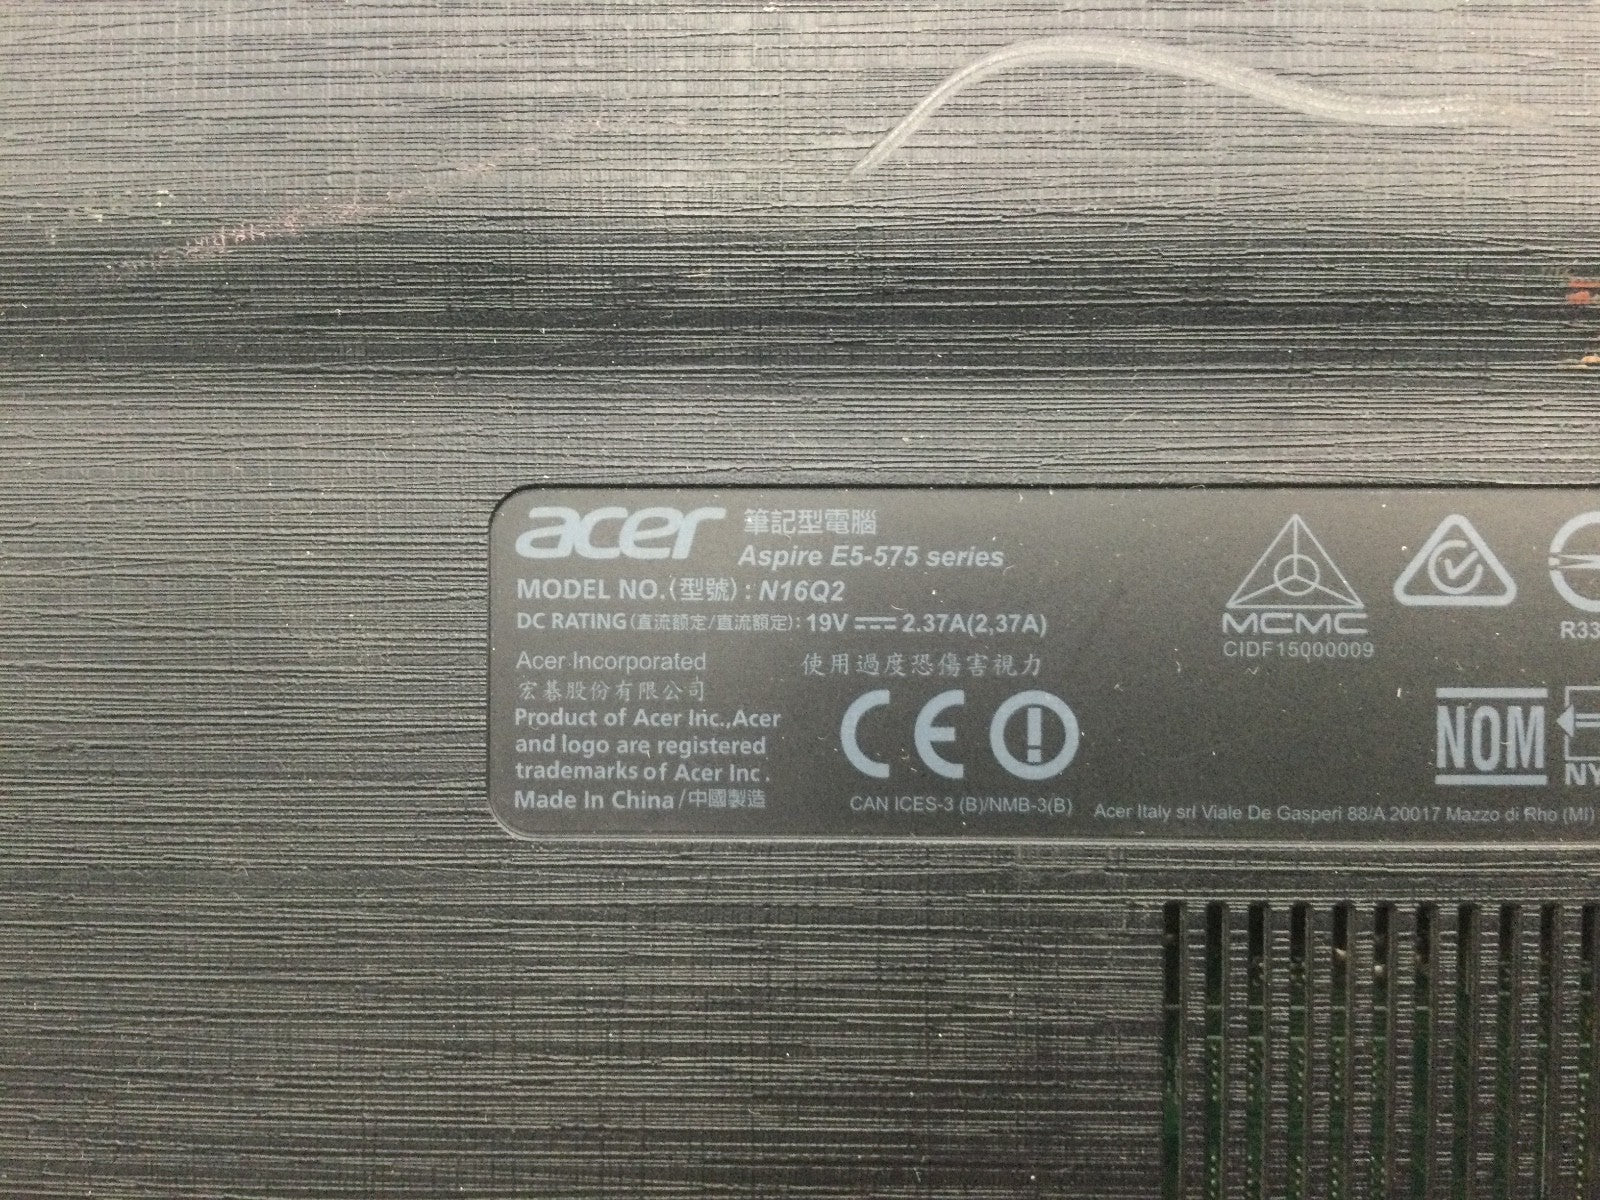 acer 筆記型電腦
Aspire E5-575 series
MODEL NO.(型號) : N16Q2
DC RATING(直流額定/直流额定): 19V 2.37A(2,37A)
Acer Incorporated
宏碁股份有限公司
使用過度恐傷害視力
Product of Acer Inc.,Acer
and logo are registered
trademarks of Acer Inc .
Made In China /中國製造
CE
CAN ICES-3 (B)/NMB-3(B)
MCMC
CIDF15000009
R33
NOM
NY
Acer Italy srl Viale De Gasperi 88/A 20017 Mazzo di Rho (MI)